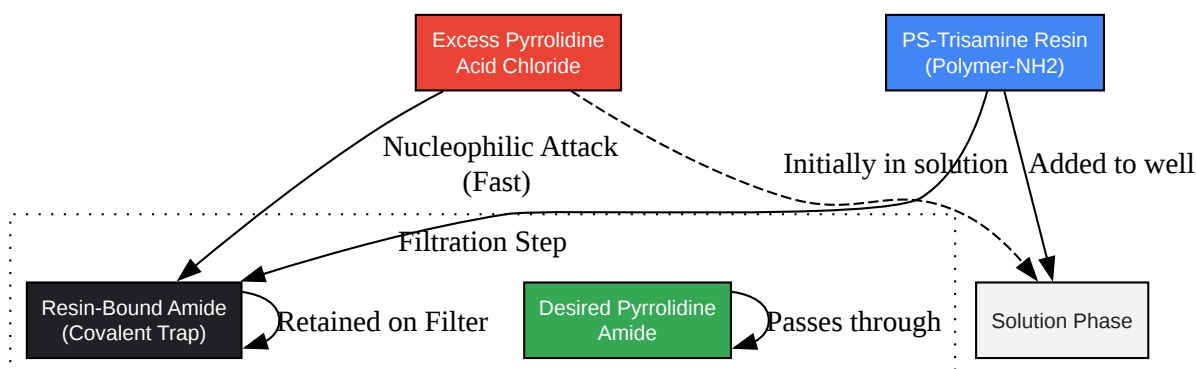 Excess Pyrrolidine
Acid Chloride
PS-Trisamine Resin
(Polymer-NH2)
Nucleophilic Attack
(Fast)
Initially in solution
Added to well
Filtration Step
Resin-Bound Amide
(Covalent Trap)
Retained on Filter
Desired Pyrrolidine
Amide
Passes through
Solution Phase